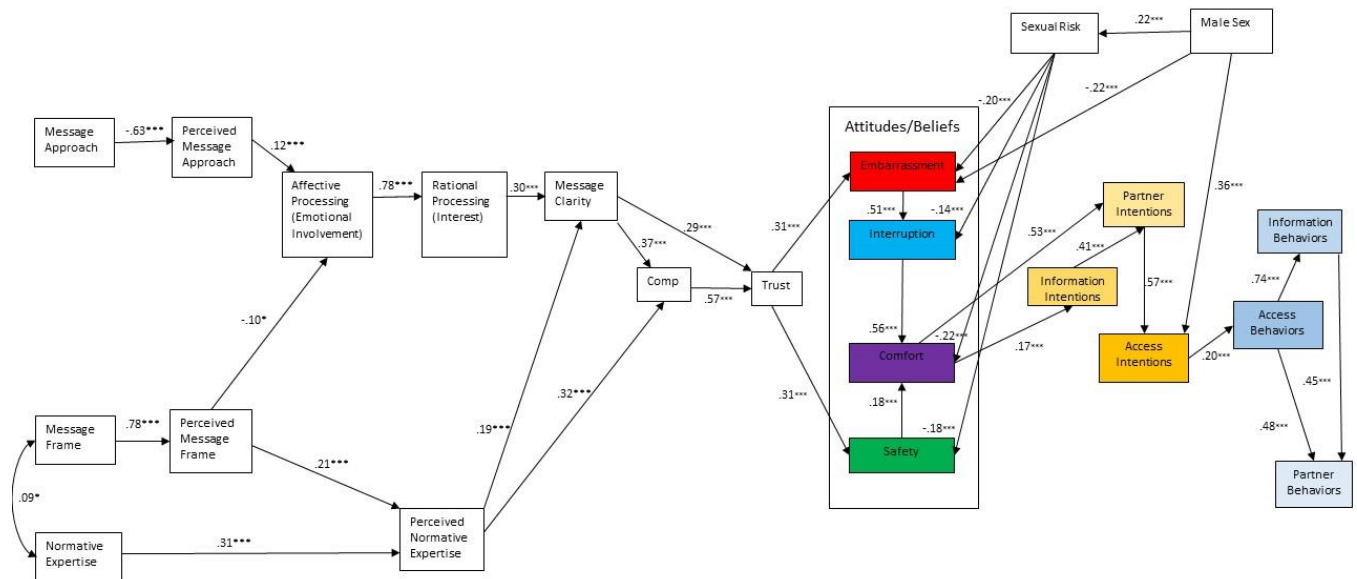 Sexual Risk
.22***
Male Sex
-.20***
-.22***
Message
Approach
-.63***
Perceived
Message
Approach
.12***
Affective
Processing
(Emotional
Involvement)
.78***
Rational
Processing
(Interest)
.30***
Message
Clarity
.29***
.37***
Comp
.57***
Trust
.31***
.31***
Attitudes/Beliefs
Embarrassment
.51***
-.14***
Interruption
.56***
-.22***
Comfort
.18***
-.18***
Safety
.53***
.17***
Partner
Intentions
.41***
Information
Intentions
.57***
.36***
Access
Intentions
.20***
Information
Behaviors
.74***
Access
Behaviors
.45***
.48***
Partner
Behaviors
-.10*
Message
Frame
.78***
Perceived
Message
Frame
.21***
.19***
.32***
.09*
Normative
Expertise
.31***
Perceived
Normative
Expertise